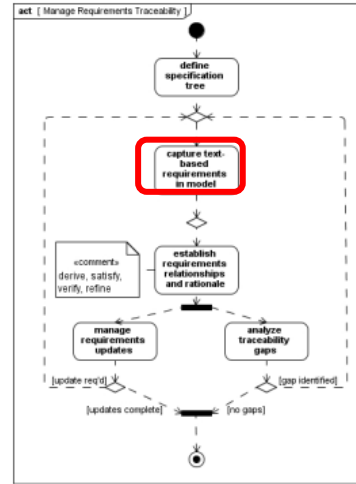 act [ Manage Requirements Traceability ]
define
specification
tree
capture text-
based
requirements
in model
«comment»
derive, satisfy,
verify, refine
establish
requirements
relationships
and rationale
manage
requirements
updates
analyze
traceability
gaps
[update req'd]
[gap identified]
[updates complete]
[no gaps]